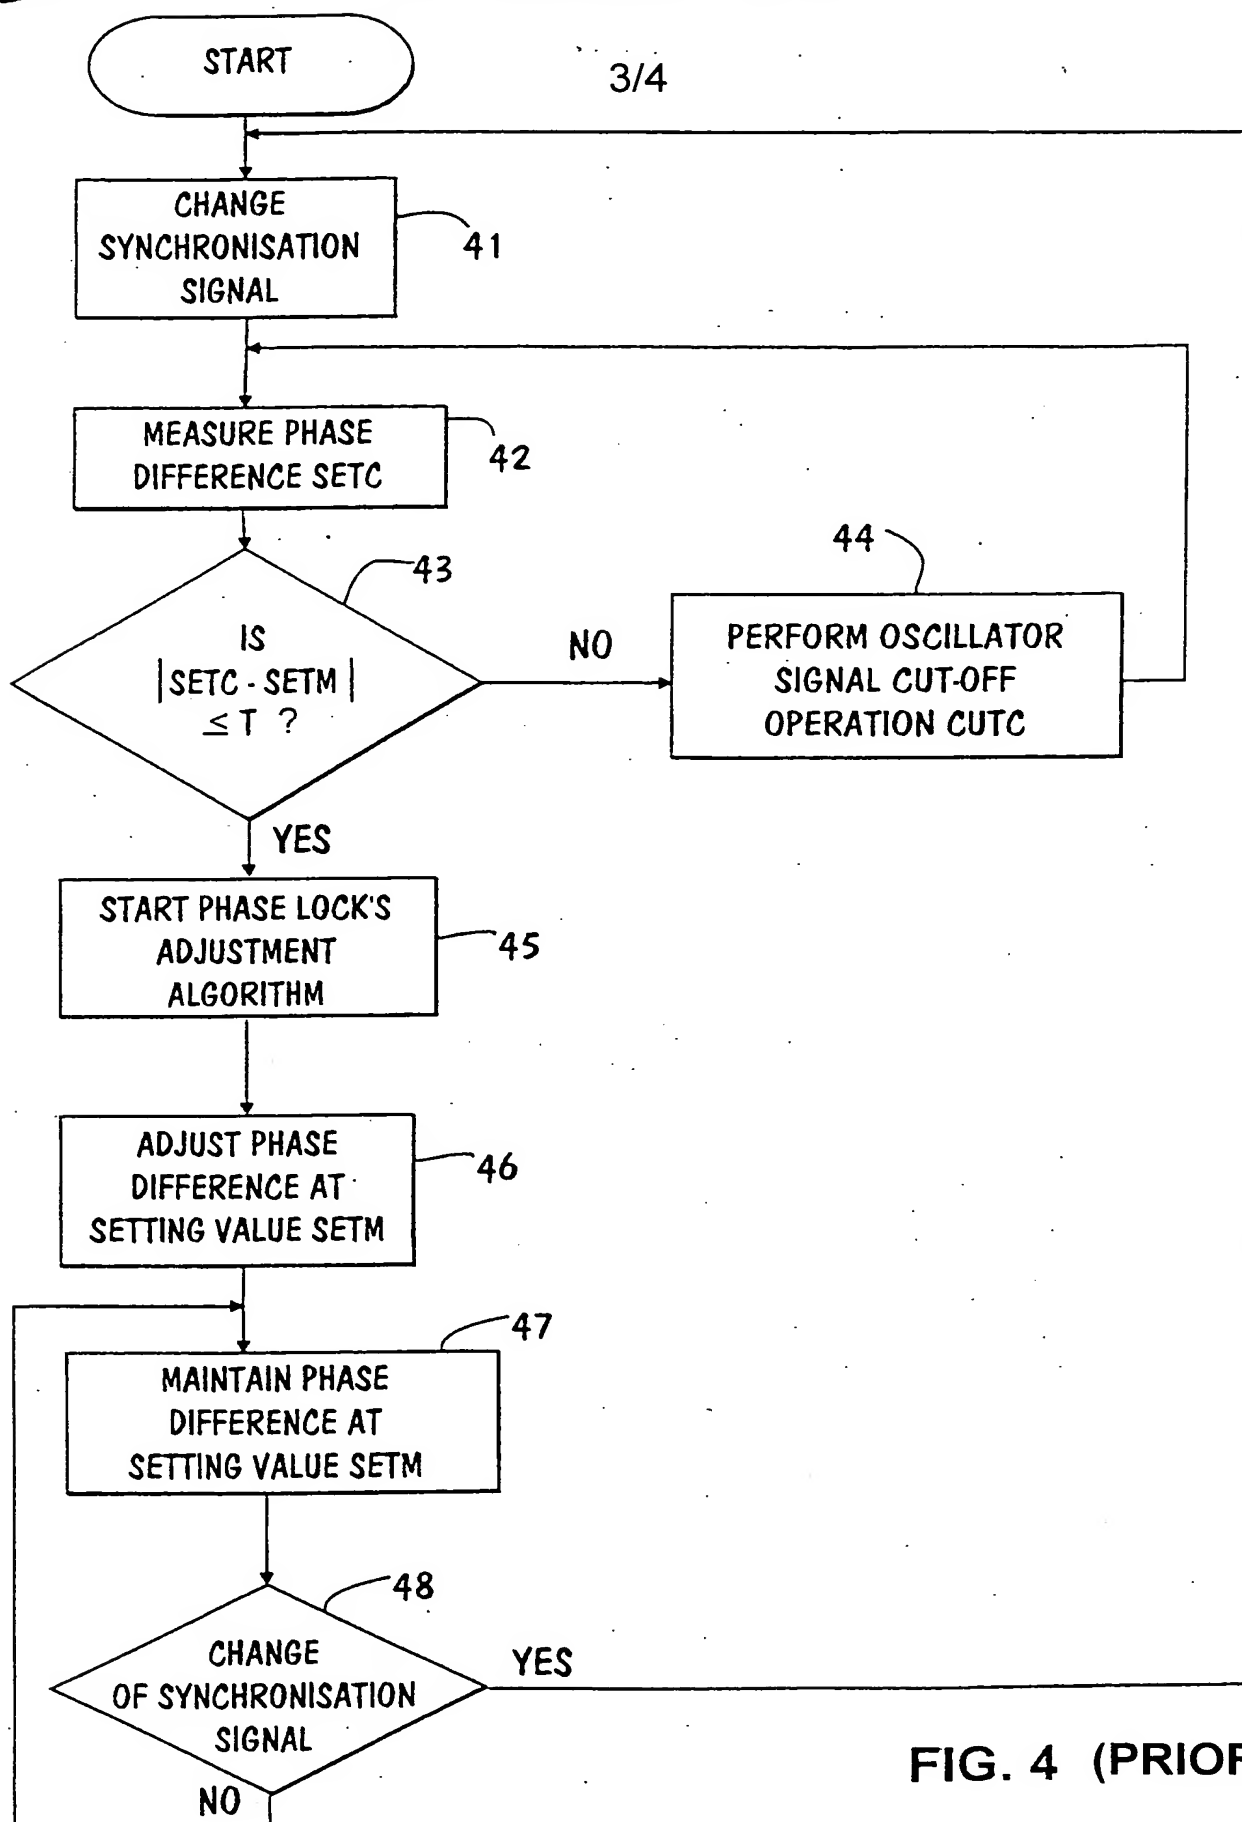 START
3/4
CHANGE
SYNCHRONISATION
SIGNAL
41
MEASURE PHASE
DIFFERENCE SETC
42
43
IS
|SETC - SETM|
≤ T ?
NO
44
PERFORM OSCILLATOR
SIGNAL CUT-OFF
OPERATION CUTC
YES
START PHASE LOCK'S
ADJUSTMENT
ALGORITHM
45
ADJUST PHASE
DIFFERENCE AT
SETTING VALUE SETM
46
47
MAINTAIN PHASE
DIFFERENCE AT
SETTING VALUE SETM
48
CHANGE
OF SYNCHRONISATION
SIGNAL
YES
NO
FIG. 4 (PRIOR